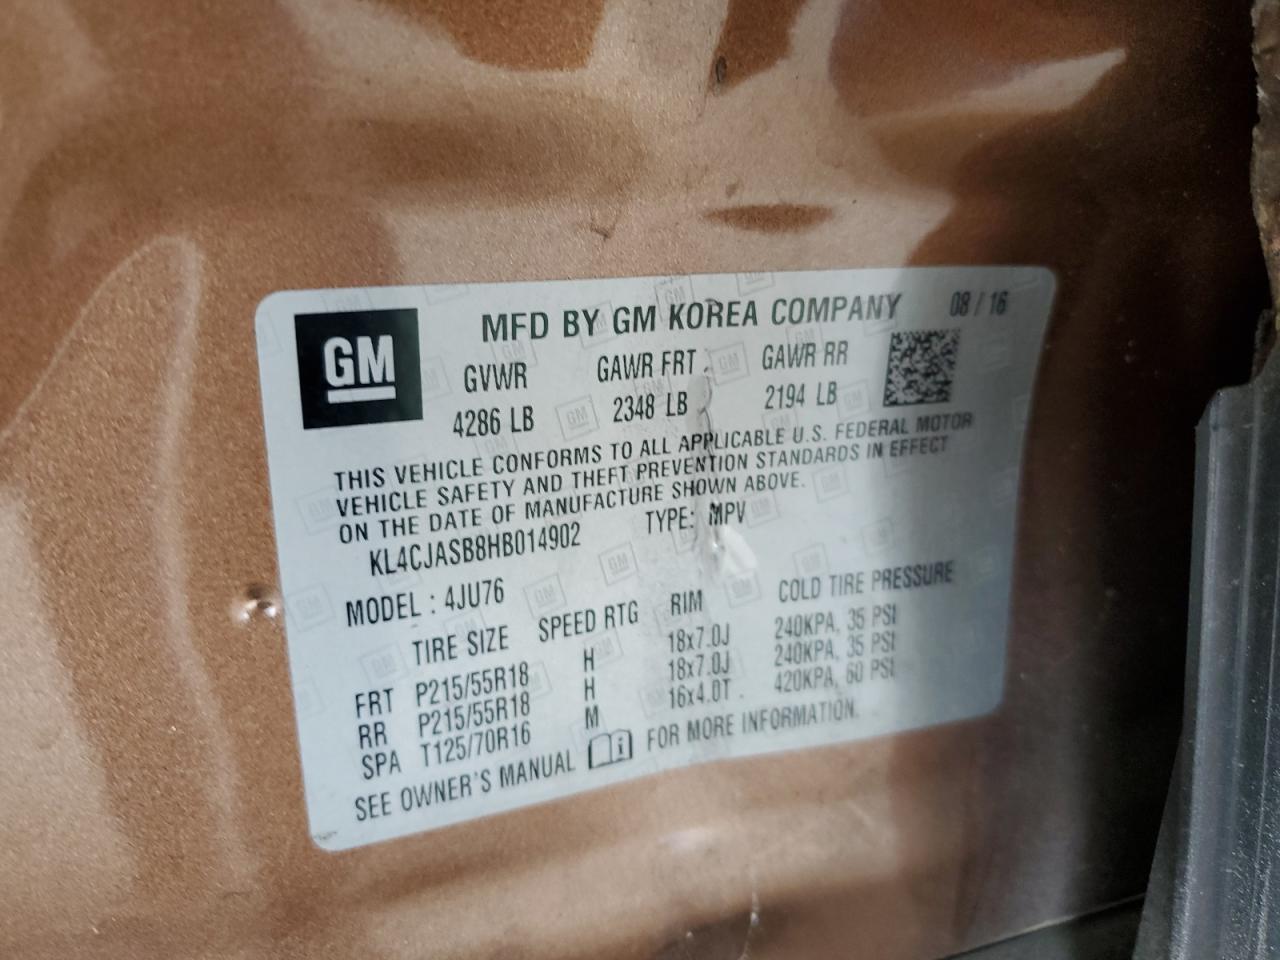 GM
MFD BY GM KOREA COMPANY 08 / 16
GVWR GAWR FRT GAWR RR
4286 LB 2348 LB 2194 LB
THIS VEHICLE CONFORMS TO ALL APPLICABLE U.S. FEDERAL MOTOR
VEHICLE SAFETY AND THEFT PREVENTION STANDARDS IN EFFECT
ON THE DATE OF MANUFACTURE SHOWN ABOVE.
KL4CJASB8HB014902 TYPE: MPV
MODEL : 4JU76
TIRE SIZE SPEED RTG RIM COLD TIRE PRESSURE
FRT P215/55R18 H 18x7.0J 240KPA, 35 PSI
RR P215/55R18 H 18x7.0J 240KPA, 35 PSI
SPA T125/70R16 M 16x4.0T 420KPA, 60 PSI
SEE OWNER'S MANUAL FOR MORE INFORMATION.